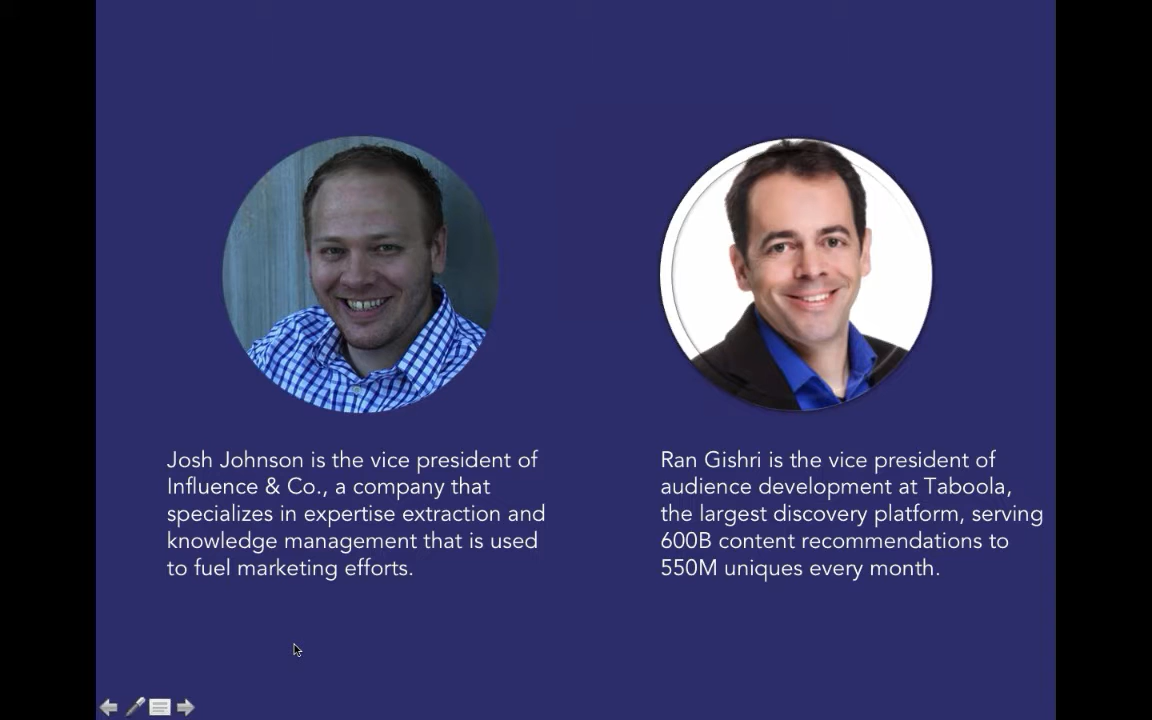 Josh Johnson is the vice president of
Influence & Co., a company that
specializes in expertise extraction and
knowledge management that is used
to fuel marketing efforts.
Ran Gishri is the vice president of
audience development at Taboola,
the largest discovery platform, serving
600B content recommendations to
550M uniques every month.